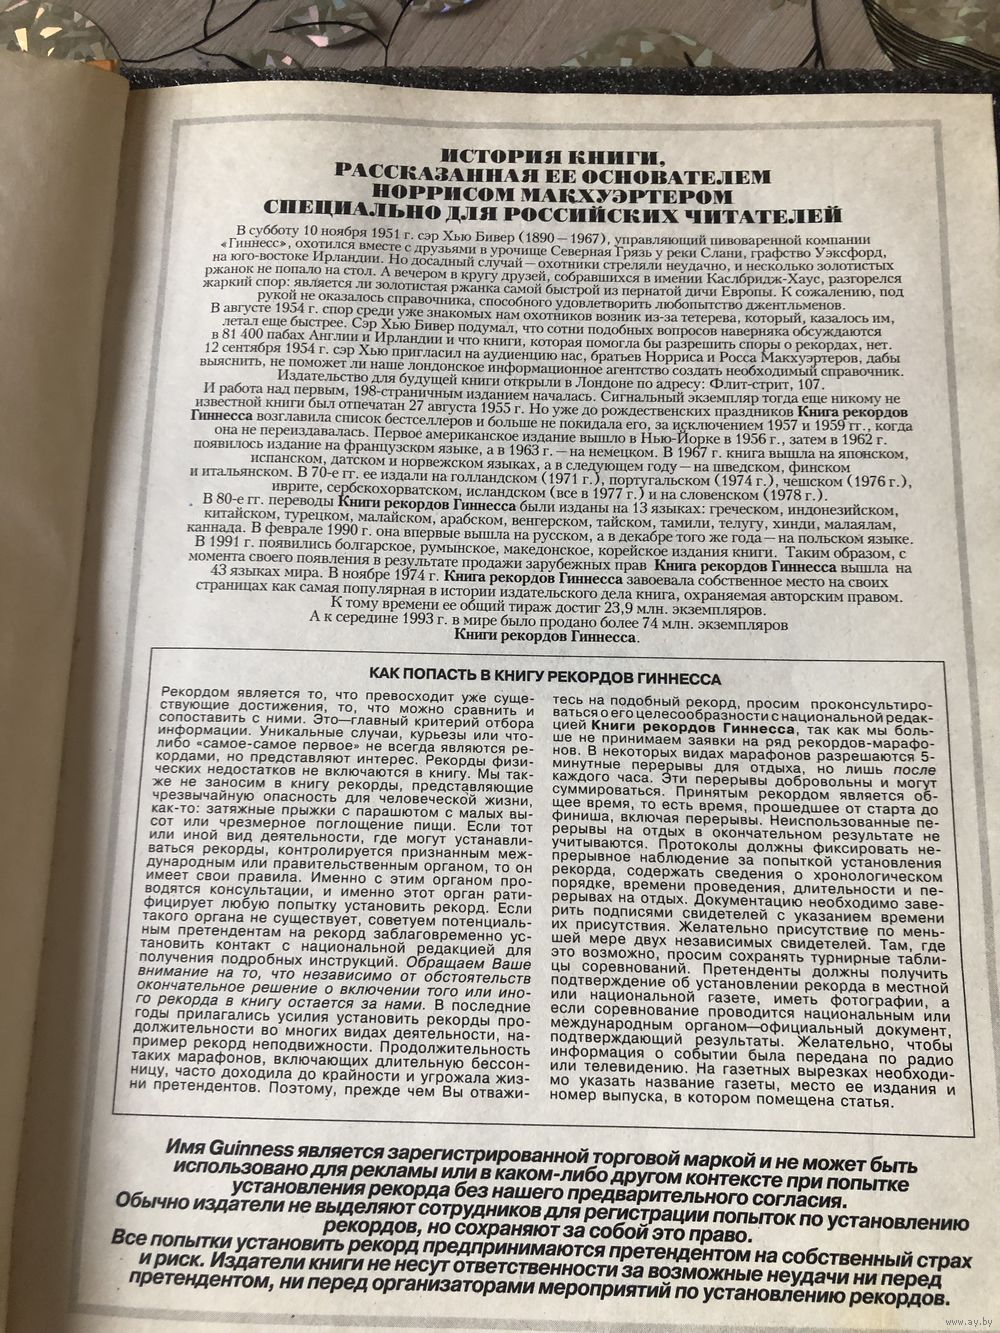 ИСТОРИЯ КНИГИ,
РАССКАЗАННАЯ ЕЕ ОСНОВАТЕЛЕМ
НОРРИСОМ МАКХУЭРТЕРОМ
СПЕЦИАЛЬНО ДЛЯ РОССИЙСКИХ ЧИТАТЕЛЕЙ
В субботу 10 ноября 1951 г. сэр Хью Бивер (1890 – 1967), управляющий пивоваренной компании
«Гиннесс», охотился вместе с друзьями в урочище Северная Грязь у реки Слани, графство Уэксфорд,
на юго-востоке Ирландии. Но досадный случай – охотники стреляли неудачно, и несколько золотистых
ржанок не попало на стол. А вечером в кругу друзей, собравшихся в имении Каслбридж-Хаус, разгорелся
жаркий спор: является ли золотистая ржанка самой быстрой из пернатой дичи Европы. К сожалению, под
рукой не оказалось справочника, способного удовлетворить любопытство джентльменов.
В августе 1954 г. спор среди уже знакомых нам охотников возник из-за тетерева, который, казалось им,
летал еще быстрее. Сэр Хью Бивер подумал, что сотни подобных вопросов наверняка обсуждаются
в 81 400 пабах Англии и Ирландии и что книги, которая помогла бы разрешить споры о рекордах, нет.
12 сентября 1954 г. сэр Хью пригласил на аудиенцию нас, братьев Норриса и Росса Макхуэртеров, дабы
выяснить, не поможет ли наше лондонское информационное агентство создать необходимый справочник.
Издательство для будущей книги открыли в Лондоне по адресу: Флит-стрит, 107.
И работа над первым, 198-страничным изданием началась. Сигнальный экземпляр тогда еще никому не
известной книги был отпечатан 27 августа 1955 г. Но уже до рождественских праздников Книга рекордов
Гиннесса возглавила список бестселлеров и больше не покидала его, за исключением 1957 и 1959 гг., когда
она не переиздавалась. Первое американское издание вышло в Нью-Йорке в 1956 г., затем в 1962 г.
появилось издание на французском языке, а в 1963 г. – на немецком. В 1967 г. книга вышла на японском,
испанском, датском и норвежском языках, а в следующем году – на шведском, финском
и итальянском. В 70-е гг. ее издали на голландском (1971 г.), португальском (1974 г.), чешском (1976 г.),
иврите, сербскохорватском, исландском (все в 1977 г.) и на словенском (1978 г.).
В 80-е гг. переводы Книги рекордов Гиннесса были изданы на 13 языках: греческом, индонезийском,
китайском, турецком, малайском, арабском, венгерском, тайском, тамили, телугу, хинди, малаялам,
каннада. В феврале 1990 г. она впервые вышла на русском, а в декабре того же года – на польском языке.
В 1991 г. появились болгарское, румынское, македонское, корейское издания книги. Таким образом, с
момента своего появления в результате продажи зарубежных прав Книга рекордов Гиннесса вышла на
43 языках мира. В ноябре 1974 г. Книга рекордов Гиннесса завоевала собственное место на своих
страницах как самая популярная в истории издательского дела книга, охраняемая авторским правом.
К тому времени ее общий тираж достиг 23,9 млн. экземпляров.
А к середине 1993 г. в мире было продано более 74 млн. экземпляров
Книги рекордов Гиннесса.
КАК ПОПАСТЬ В КНИГУ РЕКОРДОВ ГИННЕССА
Рекордом является то, что превосходит уже суще-
ствующие достижения, то, что можно сравнить и
сопоставить с ними. Это—главный критерий отбора
информации. Уникальные случаи, курьезы или что-
либо «самое-самое первое» не всегда являются ре-
кордами, но представляют интерес. Рекорды физи-
ческих недостатков не включаются в книгу. Мы так-
же не заносим в книгу рекорды, представляющие
чрезвычайную опасность для человеческой жизни,
как-то: затяжные прыжки с парашютом с малых вы-
сот или чрезмерное поглощение пищи. Если тот
или иной вид деятельности, где могут устанавли-
ваться рекорды, контролируется признанным меж-
дународным или правительственным органом, то он
имеет свои правила. Именно с этим органом про-
водятся консультации, и именно этот орган рати-
фицирует любую попытку установить рекорд. Если
такого органа не существует, советуем потенциаль-
ным претендентам на рекорд заблаговременно ус-
тановить контакт с национальной редакцией для
получения подробных инструкций. Обращаем Ваше
внимание на то, что независимо от обстоятельств
окончательное решение о включении того или ино-
го рекорда в книгу остается за нами. В последние
годы прилагались усилия установить рекорды про-
должительности во многих видах деятельности, на-
пример рекорд неподвижности. Продолжительность
таких марафонов, включающих длительную бессон-
ницу, часто доходила до крайности и угрожала жиз-
ни претендентов. Поэтому, прежде чем Вы отважи-
тесь на подобный рекорд, просим проконсультиро-
ваться о его целесообразности с национальной редак-
цией Книги рекордов Гиннесса, так как мы боль-
ше не принимаем заявки на ряд рекордов-марафо-
нов. В некоторых видах марафонов разрешаются 5-
минутные перерывы для отдыха, но лишь после
каждого часа. Эти перерывы добровольны и могут
суммироваться. Принятым рекордом является об-
щее время, то есть время, прошедшее от старта до
финиша, включая перерывы. Неиспользованные пе-
рерывы на отдых в окончательном результате не
учитываются. Протоколы должны фиксировать не-
прерывное наблюдение за попыткой установления
рекорда, содержать сведения о хронологическом
порядке, времени проведения, длительности и пе-
рерывах на отдых. Документацию необходимо заве-
рить подписями свидетелей с указанием времени
их присутствия. Желательно присутствие по мень-
шей мере двух независимых свидетелей. Там, где
это возможно, просим сохранять турнирные табли-
цы соревнований. Претенденты должны получить
подтверждение об установлении рекорда в местной
или национальной газете, иметь фотографии, а
если соревнование проводится национальным или
международным органом—официальный документ,
подтверждающий результаты. Желательно, чтобы
информация о событии была передана по радио
или телевидению. На газетных вырезках необходи-
мо указать название газеты, место ее издания и
номер выпуска, в котором помещена статья.
Имя Guinness является зарегистрированной торговой маркой и не может быть
использовано для рекламы или в каком-либо другом контексте при попытке
установления рекорда без нашего предварительного согласия.
Обычно издатели не выделяют сотрудников для регистрации попыток по установлению
рекордов, но сохраняют за собой это право.
Все попытки установить рекорд предпринимаются претендентом на собственный страх
и риск. Издатели книги не несут ответственности за возможные неудачи ни перед
претендентом, ни перед организаторами мероприятий по установлению рекордов.
www.ay.by